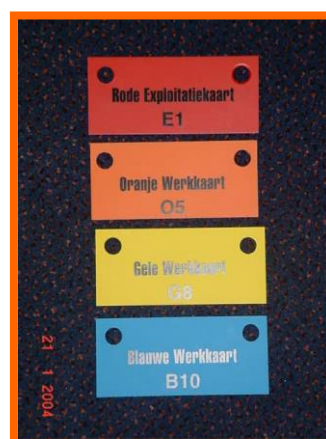 Rode Exploitatiekaart
E1
Oranje Werkkaart
O5
Gele Werkkaart
G8
Blauwe Werkkaart
B10
21 1 2004